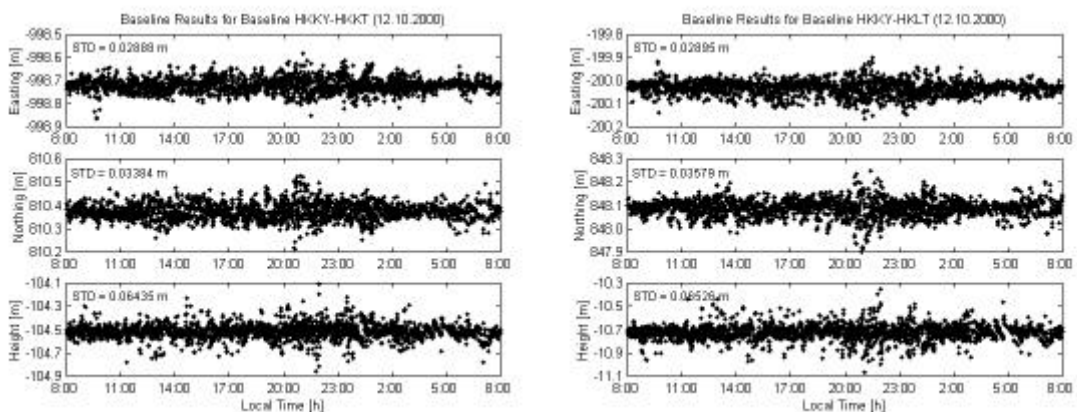 Baseline Results for Baseline HKKY-HKKT (12.10.2000)
-998.5
-998.6
-998.7
-998.8
-998.9
Easting [m]
STD = 0.02888 m
8:00 11:00 14:00 17:00 20:00 23:00 2:00 5:00 8:00
810.6
810.5
810.4
810.3
810.2
Northing [m]
STD = 0.03384 m
8:00 11:00 14:00 17:00 20:00 23:00 2:00 5:00 8:00
-104.1
-104.3
-104.5
-104.7
-104.9
Height [m]
STD = 0.06435 m
8:00 11:00 14:00 17:00 20:00 23:00 2:00 5:00 8:00
Local Time [h]
Baseline Results for Baseline HKKY-HKLT (12.10.2000)
-199.8
-199.9
-200.0
-200.1
-200.2
Easting [m]
STD = 0.02895 m
8:00 11:00 14:00 17:00 20:00 23:00 2:00 5:00 8:00
848.3
848.2
848.1
848.0
847.9
Northing [m]
STD = 0.03579 m
8:00 11:00 14:00 17:00 20:00 23:00 2:00 5:00 8:00
-10.3
-10.5
-10.7
-10.9
-11.1
Height [m]
STD = 0.06526 m
8:00 11:00 14:00 17:00 20:00 23:00 2:00 5:00 8:00
Local Time [h]